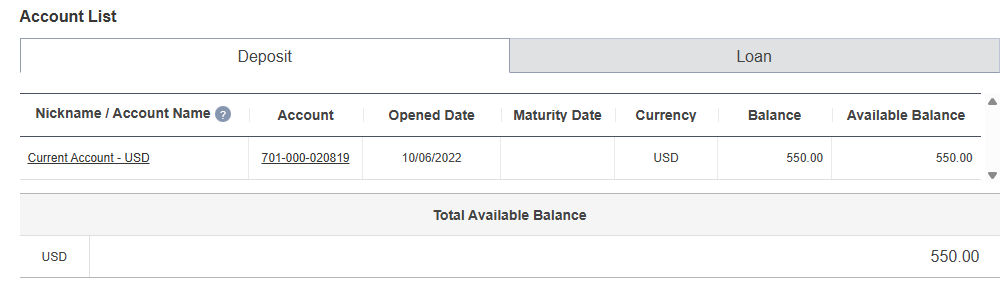 Account List
Deposit Loan
Nickname / Account Name ? Account Opened Date Maturity Date Currency Balance Available Balance
Current Account - USD 701-000-020819 10/06/2022 USD 550.00 550.00
Total Available Balance
USD 550.00